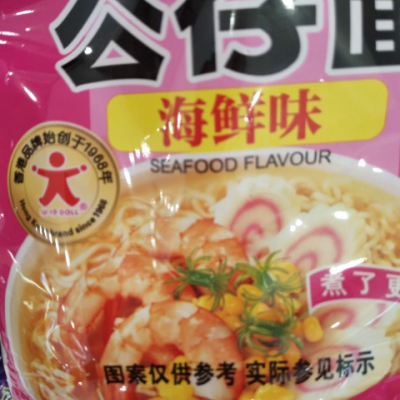 公仔面
海鲜味
SEAFOOD FLAVOUR
香港品牌始创于1968年
Hong Kong brand since 1968
煮了更
图案仅供参考 实际参见标示